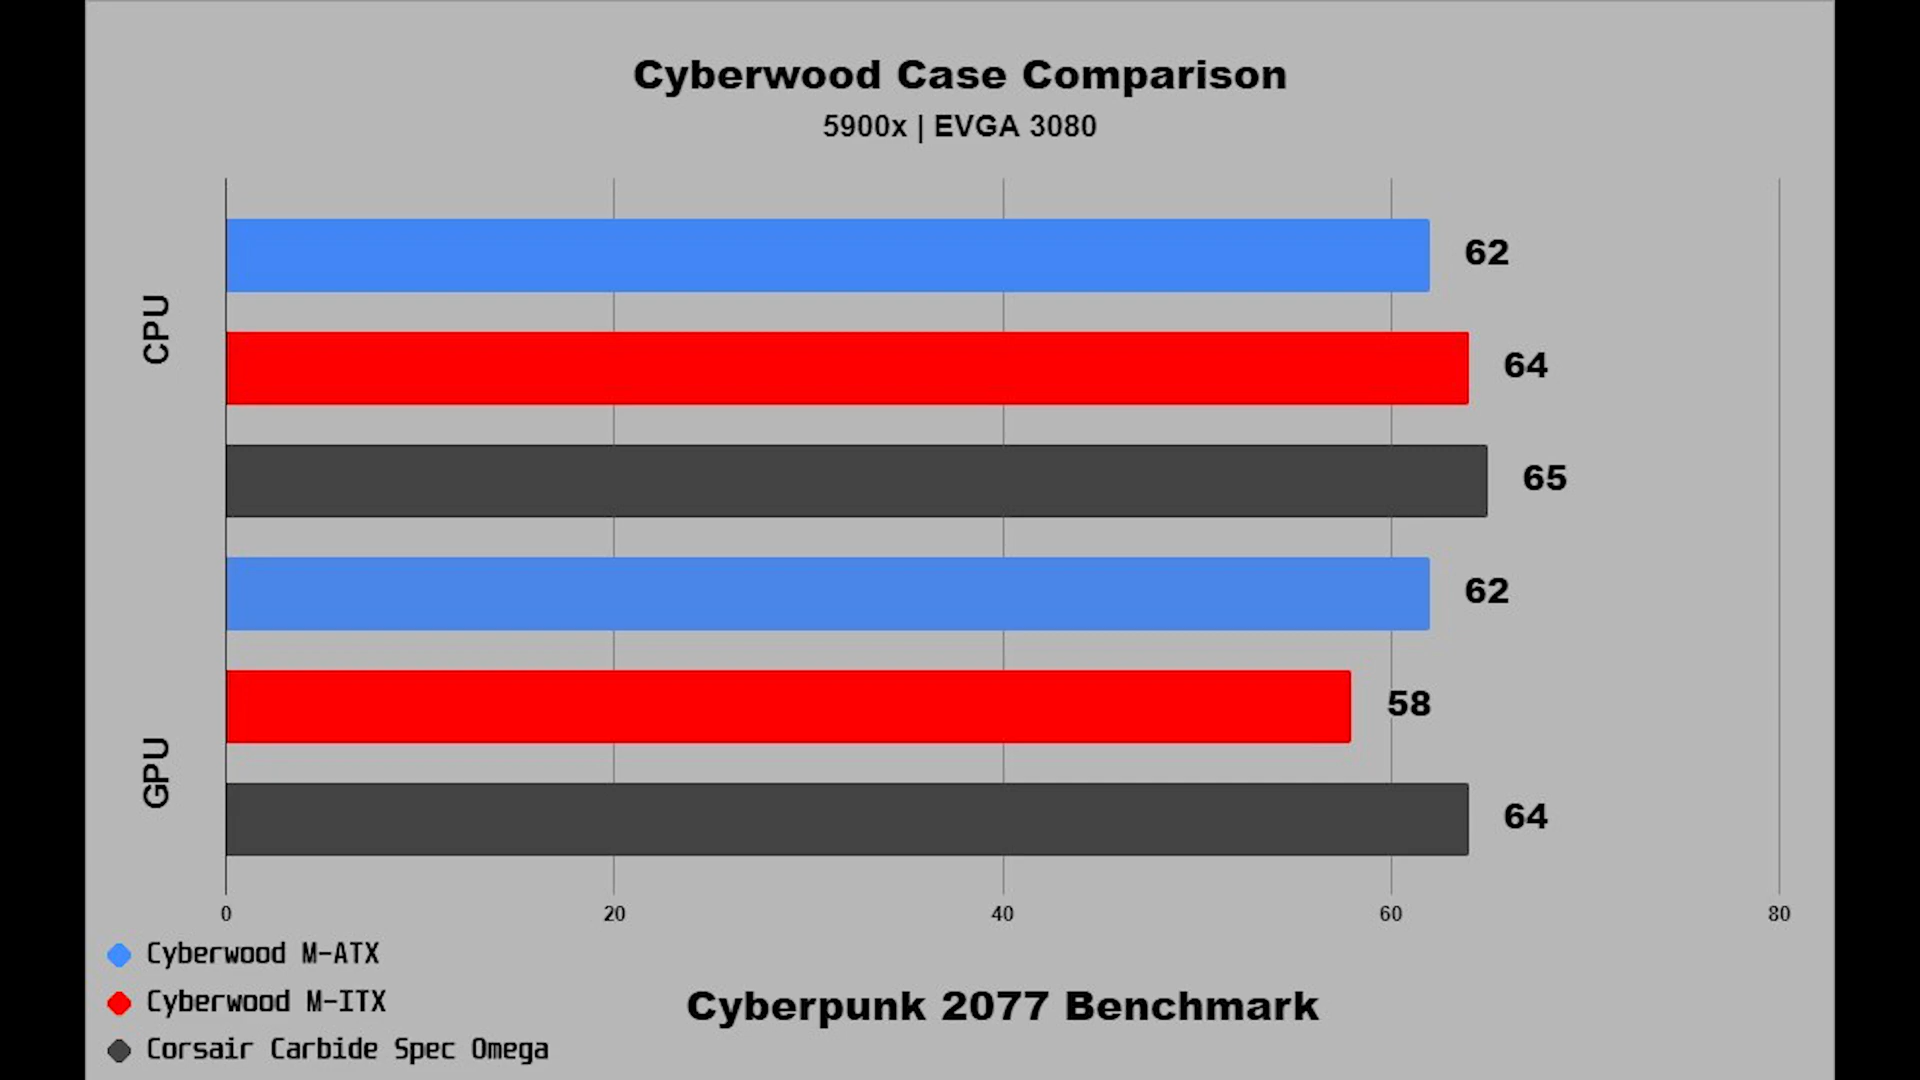 Cyberwood Case Comparison
5900x | EVGA 3080
CPU
62
64
65
GPU
62
58
64
0 20 40 60 80
Cyberwood M-ATX
Cyberwood M-ITX
Corsair Carbide Spec Omega
Cyberpunk 2077 Benchmark